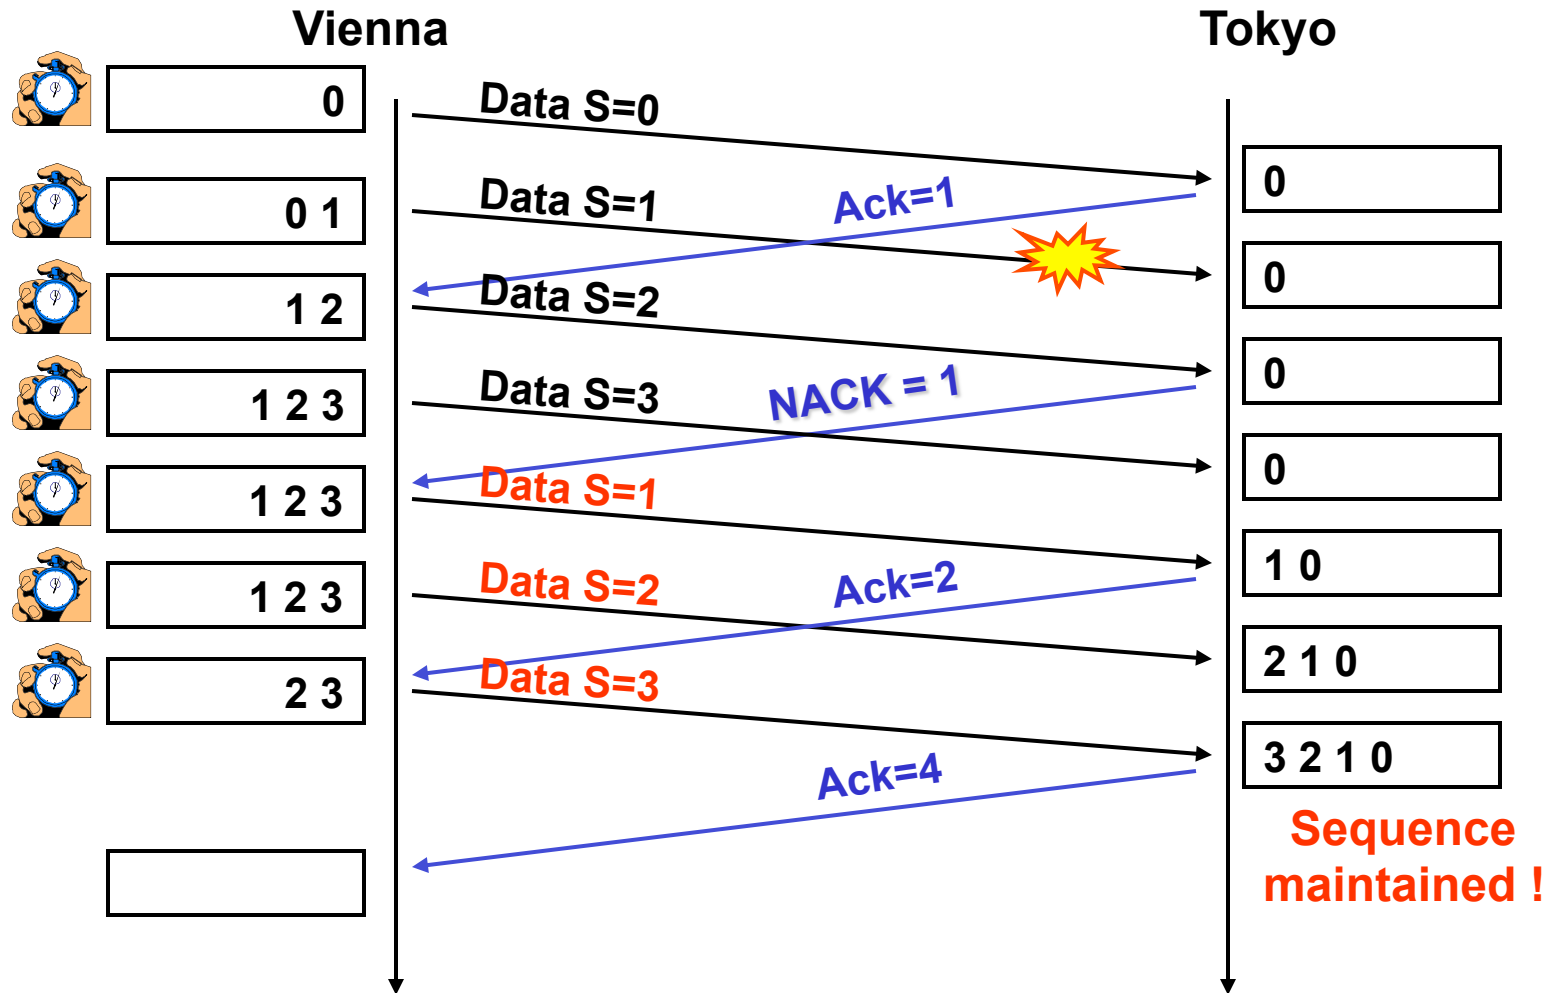 Vienna
Tokyo
0
Data S=0
0
0 1
Data S=1
Ack=1
0
1 2
Data S=2
0
1 2 3
Data S=3
NACK = 1
0
1 2 3
Data S=1
1 0
1 2 3
Data S=2
Ack=2
2 1 0
2 3
Data S=3
3 2 1 0
Ack=4
Sequence
maintained !